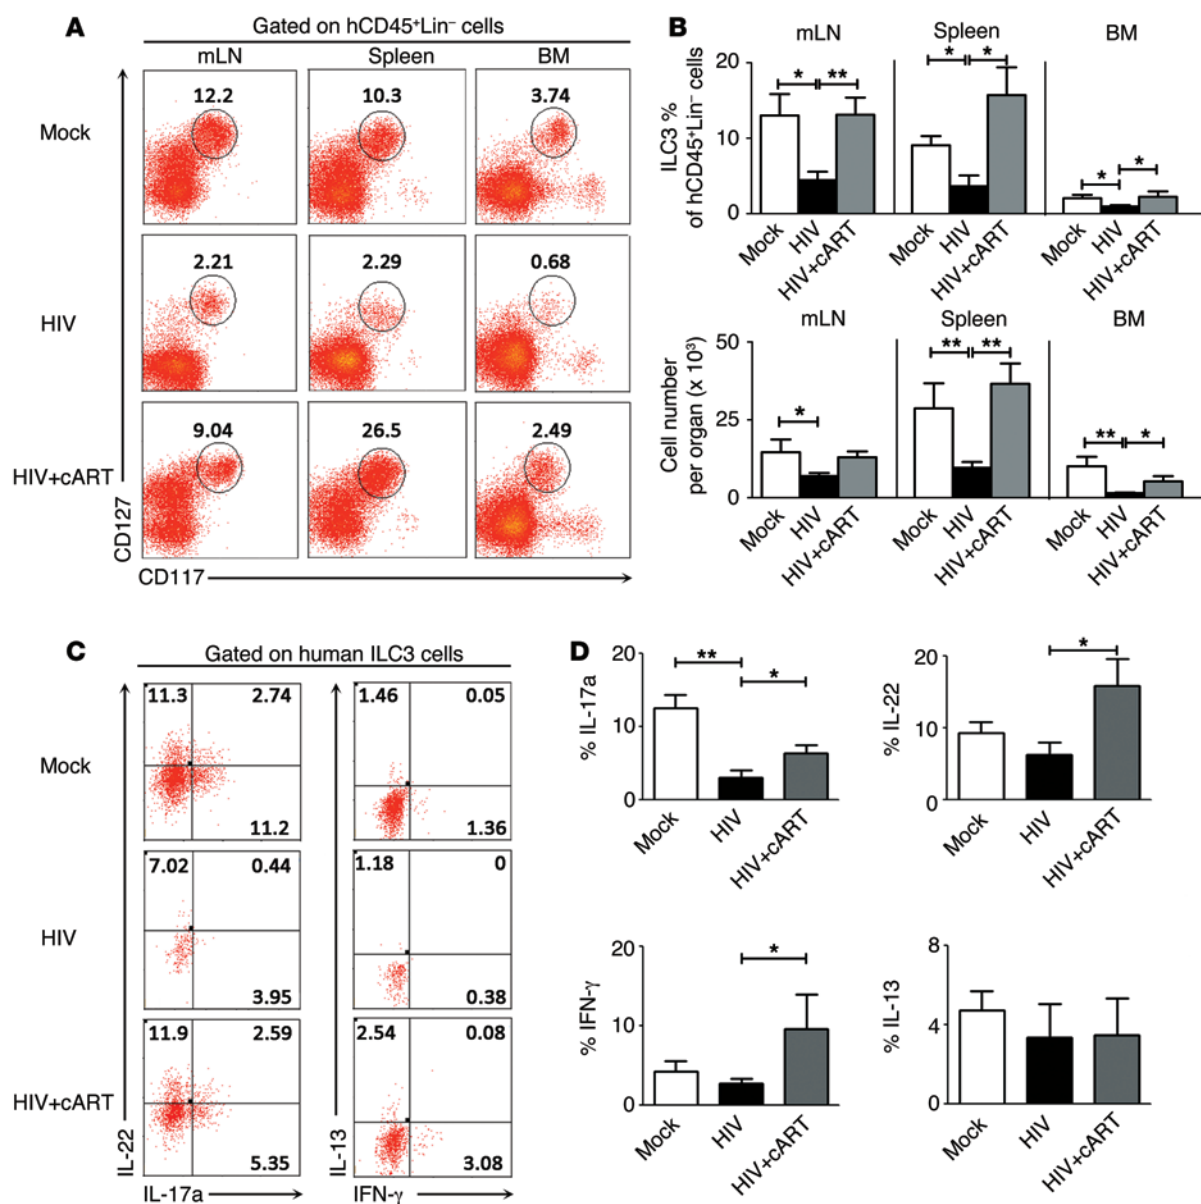 A
Gated on hCD45⁺Lin⁻ cells
mLN Spleen BM
Mock
12.2 10.3 3.74
HIV
2.21 2.29 0.68
HIV+cART
9.04 26.5 2.49
CD127
CD117
B
mLN Spleen BM
ILC3 %
of hCD45⁺Lin⁻ cells
20
10
0
* ** * * * *
Mock HIV HIV+cART Mock HIV HIV+cART Mock HIV HIV+cART
mLN Spleen BM
Cell number
per organ (x 10³)
50
25
0
* ** ** ** *
Mock HIV HIV+cART Mock HIV HIV+cART Mock HIV HIV+cART
C
Gated on human ILC3 cells
Mock
11.3 2.74 1.46 0.05
11.2 1.36
HIV
7.02 0.44 1.18 0
3.95 0.38
HIV+cART
11.9 2.59 2.54 0.08
5.35 3.08
IL-22
IL-17a
IL-13
IFN-γ
D
% IL-17a
20
10
0
** *
Mock HIV HIV+cART
% IL-22
20
10
0
*
Mock HIV HIV+cART
% IFN-γ
20
10
0
*
Mock HIV HIV+cART
% IL-13
8
4
0
Mock HIV HIV+cART